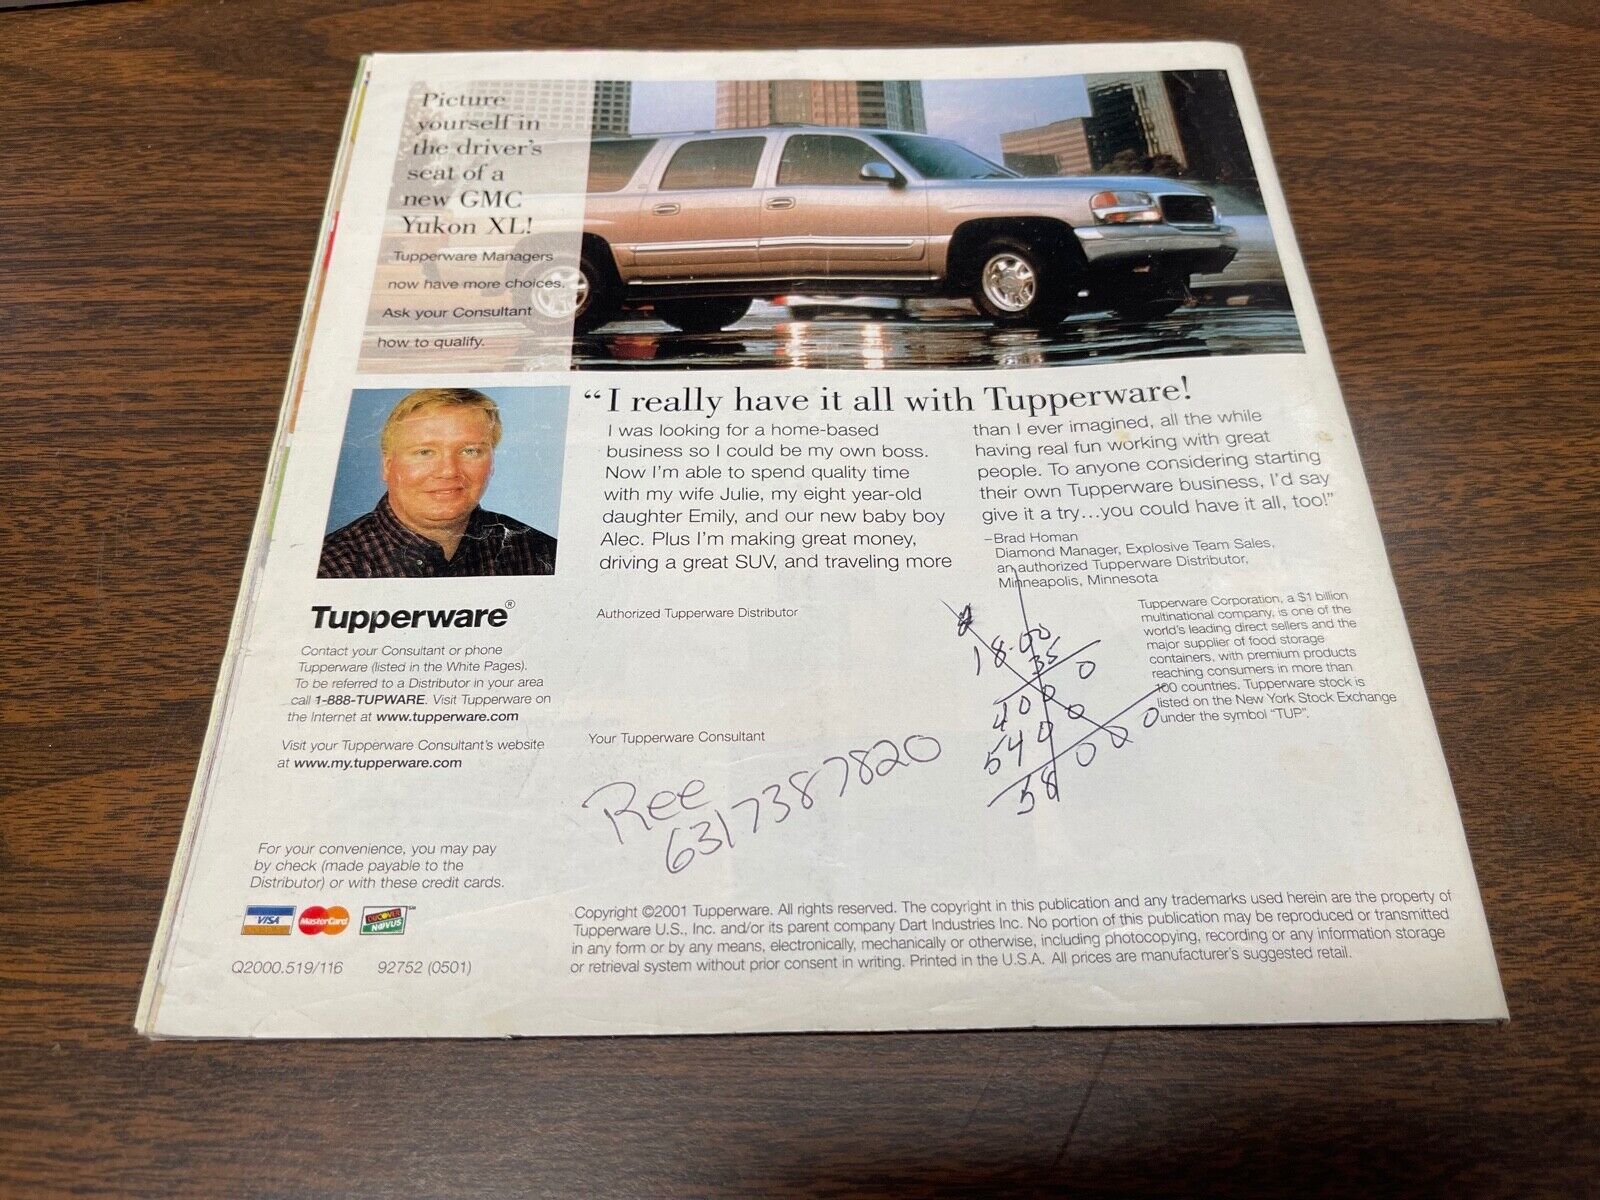 Picture
yourself in
the driver's
seat of a
new GMC
Yukon XL!
Tupperware Managers
now have more choices.
Ask your Consultant
how to qualify.
"I really have it all with Tupperware!
I was looking for a home-based
business so I could be my own boss.
Now I'm able to spend quality time
with my wife Julie, my eight year-old
daughter Emily, and our new baby boy
Alec. Plus I'm making great money,
driving a great SUV, and traveling more
than I ever imagined, all the while
having real fun working with great
people. To anyone considering starting
their own Tupperware business, I'd say
give it a try...you could have it all, too!"
–Brad Homan
Diamond Manager, Explosive Team Sales,
an authorized Tupperware Distributor,
Minneapolis, Minnesota
Tupperware®
Contact your Consultant or phone
Tupperware (listed in the White Pages).
To be referred to a Distributor in your area
call 1-888-TUPWARE. Visit Tupperware on
the Internet at www.tupperware.com
Visit your Tupperware Consultant's website
at www.my.tupperware.com
Authorized Tupperware Distributor
Your Tupperware Consultant
Ree
6317387820
18.00
35
Tupperware Corporation, a $1 billion
multinational company, is one of the
world's leading direct sellers and the
major supplier of food storage
containers, with premium products
reaching consumers in more than
100 countries. Tupperware stock is
listed on the New York Stock Exchange
under the symbol "TUP".
For your convenience, you may pay
by check (made payable to the
Distributor) or with these credit cards.
VISA MasterCard DISCOVER NOVUS SM
Q2000.519/116 92752 (0501)
Copyright ©2001 Tupperware. All rights reserved. The copyright in this publication and any trademarks used herein are the property of
Tupperware U.S., Inc. and/or its parent company Dart Industries Inc. No portion of this publication may be reproduced or transmitted
in any form or by any means, electronically, mechanically or otherwise, including photocopying, recording or any information storage
or retrieval system without prior consent in writing. Printed in the U.S.A. All prices are manufacturer's suggested retail.